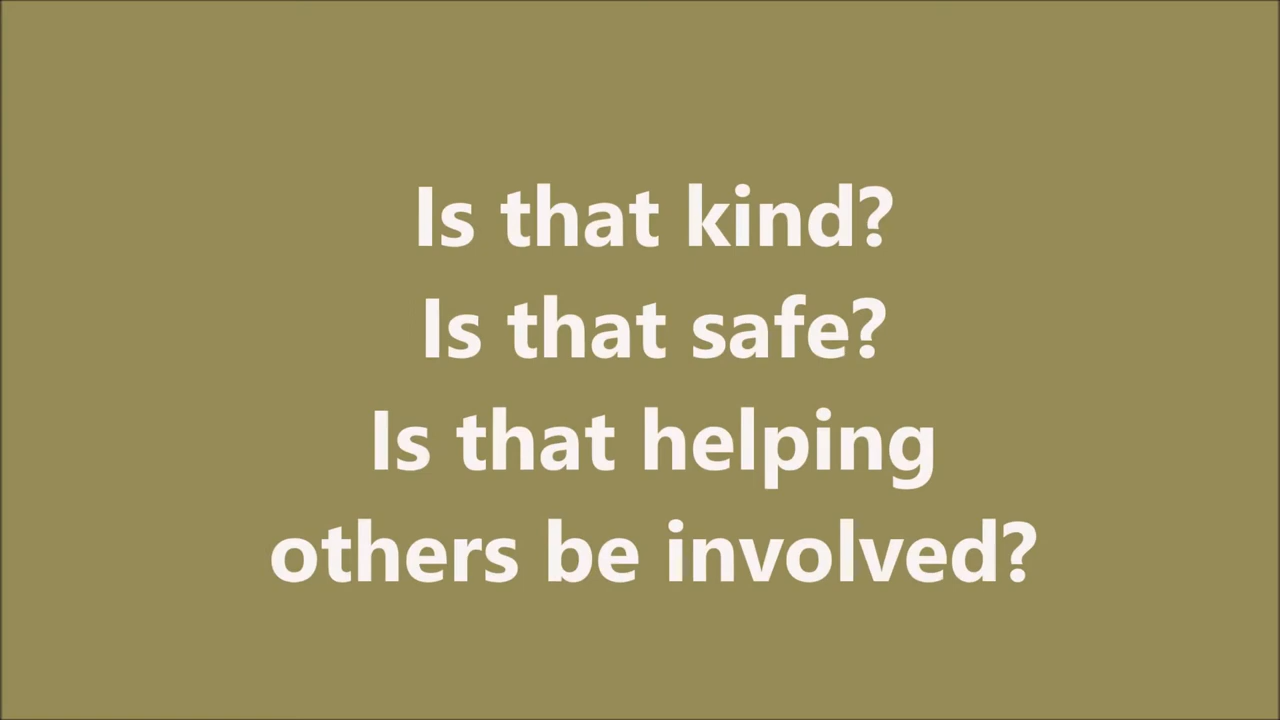 Is that kind?
Is that safe?
Is that helping
others be involved?